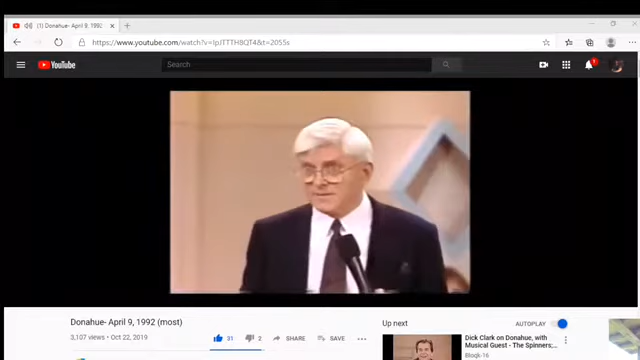 (1) Donahue- April 9, 1992
https://www.youtube.com/watch?v=IpJTTTH8QT4&t=2055s
YouTube
Search
Donahue- April 9, 1992 (most)
3,107 views • Oct 22, 2019
31
2
SHARE
SAVE
Up next
AUTOPLAY
Dick Clark on Donahue, with
Musical Guest - The Spinners;...
Bloqk-16